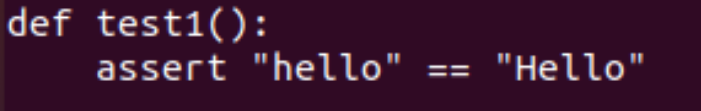 def test1():
    assert "hello" == "Hello"